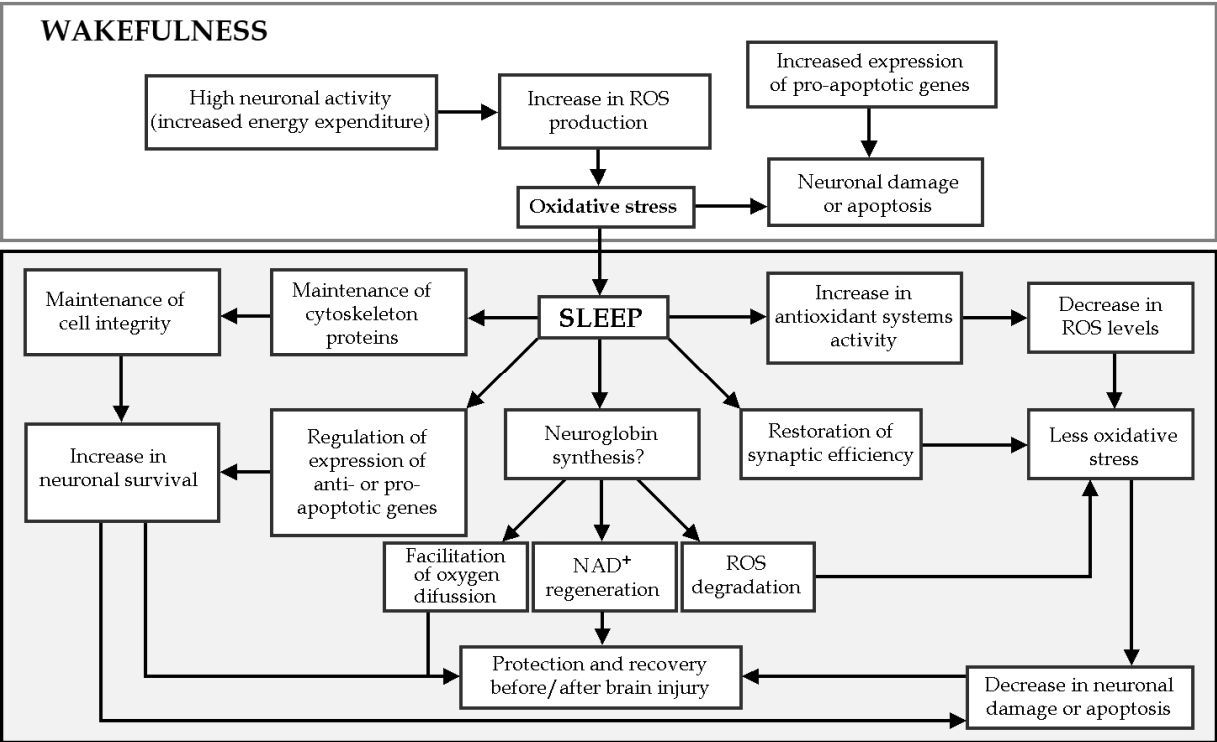 WAKEFULNESS
High neuronal activity
(increased energy expenditure)
Increase in ROS
production
Increased expression
of pro-apoptotic genes
Oxidative stress
Neuronal damage
or apoptosis
Maintenance of
cell integrity
Maintenance of
cytoskeleton
proteins
SLEEP
Increase in
antioxidant systems
activity
Decrease in
ROS levels
Increase in
neuronal survival
Regulation of
expression of
anti- or pro-
apoptotic genes
Neuroglobin
synthesis?
Restoration of
synaptic efficiency
Less oxidative
stress
Facilitation
of oxygen
difussion
NAD+
regeneration
ROS
degradation
Protection and recovery
before/after brain injury
Decrease in neuronal
damage or apoptosis